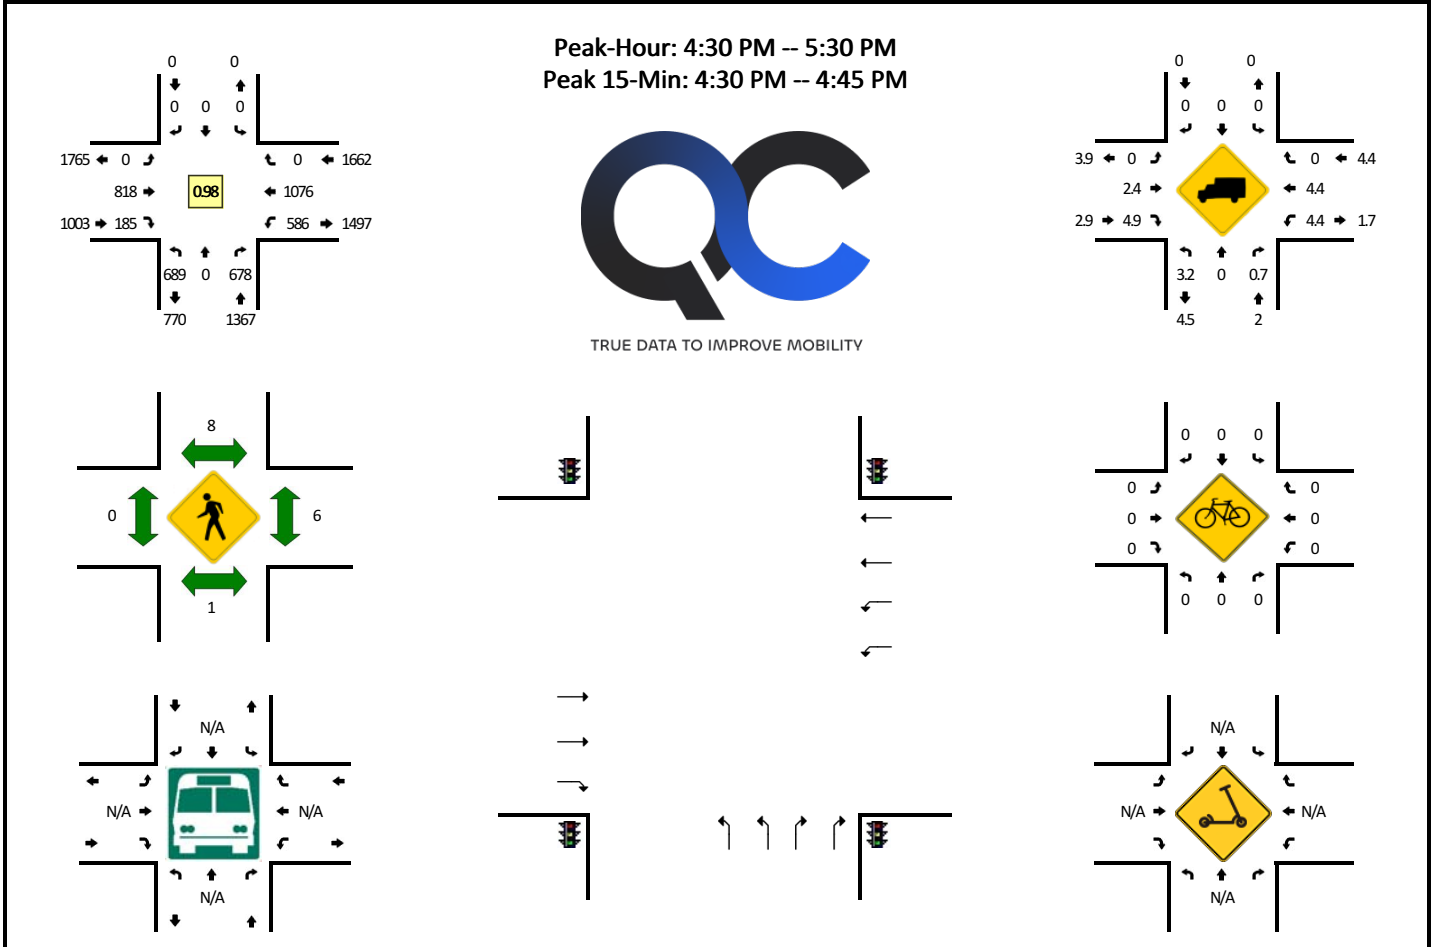 Peak-Hour: 4:30 PM -- 5:30 PM
Peak 15-Min: 4:30 PM -- 4:45 PM
0 0
0 0 0
1765 0 0 1662
818 0.98 1076
1003 185 586 1497
689 0 678
770 1367
QC
TRUE DATA TO IMPROVE MOBILITY
0 0
0 0 0
3.9 0 0 4.4
2.4 4.4
2.9 4.9 4.4 1.7
3.2 0 0.7
4.5 2
8
0 6
1
0 0 0
0 0
0 0
0 0
0 0 0
N/A
N/A N/A
N/A
N/A
N/A N/A
N/A